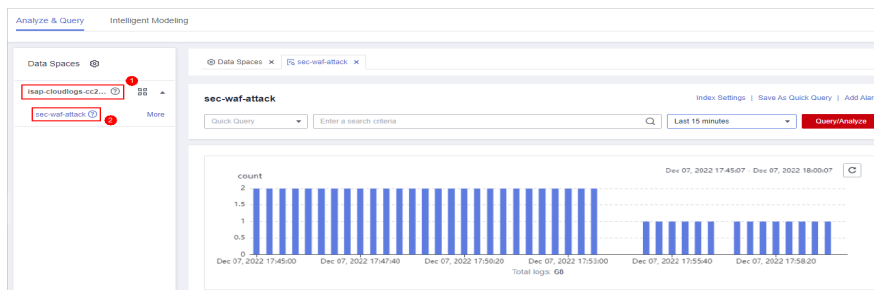 Analyze & Query Intelligent Modeling
Data Spaces
Data Spaces × sec-waf-attack ×
1
isap-cloudlogs-cc2...
sec-waf-attack More
2
sec-waf-attack Index Settings | Save As Quick Query | Add Alar
Quick Query Enter a search criteria Last 15 minutes Query/Analyze
Dec 07, 2022 17:45:07 - Dec 07, 2022 18:00:07
count
2
1.5
1
0.5
0
Dec 07, 2022 17:45:00 Dec 07, 2022 17:47:40 Dec 07, 2022 17:50:20 Dec 07, 2022 17:53:00 Dec 07, 2022 17:55:40 Dec 07, 2022 17:58:20
Total logs: 68